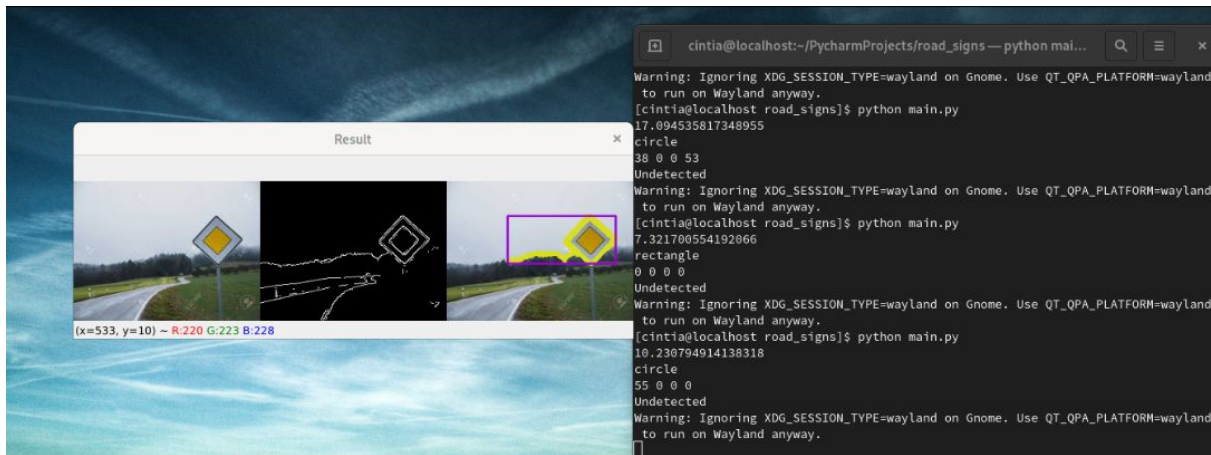 cintia@localhost:~/PycharmProjects/road_signs — python mai...
Result
(x=533, y=10) ~ R:220 G:223 B:228
Warning: Ignoring XDG_SESSION_TYPE=wayland on Gnome. Use QT_QPA_PLATFORM=wayland
to run on Wayland anyway.
[cintia@localhost road_signs]$ python main.py
17.094535817348955
circle
38 0 0 53
Undetected
Warning: Ignoring XDG_SESSION_TYPE=wayland on Gnome. Use QT_QPA_PLATFORM=wayland
to run on Wayland anyway.
[cintia@localhost road_signs]$ python main.py
7.321700554192066
rectangle
0 0 0 0
Undetected
Warning: Ignoring XDG_SESSION_TYPE=wayland on Gnome. Use QT_QPA_PLATFORM=wayland
to run on Wayland anyway.
[cintia@localhost road_signs]$ python main.py
10.230794914138318
circle
55 0 0 0
Undetected
Warning: Ignoring XDG_SESSION_TYPE=wayland on Gnome. Use QT_QPA_PLATFORM=wayland
to run on Wayland anyway.